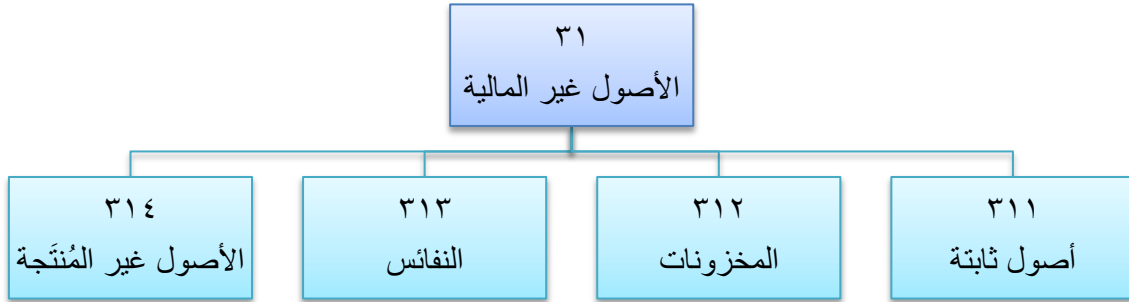 ٣١
الأصول غير المالية
٣١١
أصول ثابتة
٣١٢
المخزونات
٣١٣
النفائس
٣١٤
الأصول غير المُنتَجة